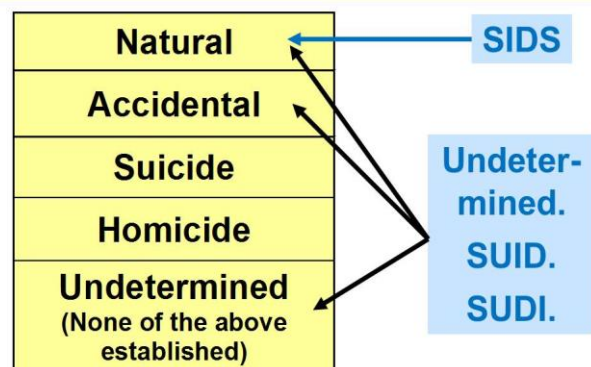 Natural
SIDS
Accidental
Suicide
Homicide
Undetermined
(None of the above
established)
Undeter-
mined.
SUID.
SUDI.